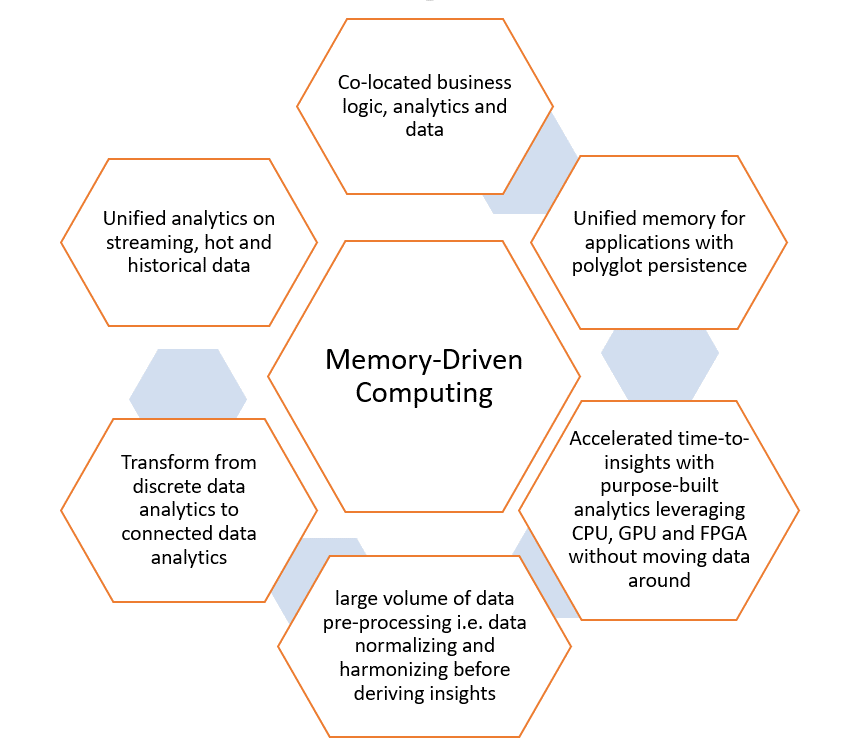 Co-located business
logic, analytics and
data
Unified analytics on
streaming, hot and
historical data
Unified memory for
applications with
polyglot persistence
Memory-Driven
Computing
Transform from
discrete data
analytics to
connected data
analytics
Accelerated time-to-
insights with
purpose-built
analytics leveraging
CPU, GPU and FPGA
without moving data
around
large volume of data
pre-processing i.e. data
normalizing and
harmonizing before
deriving insights